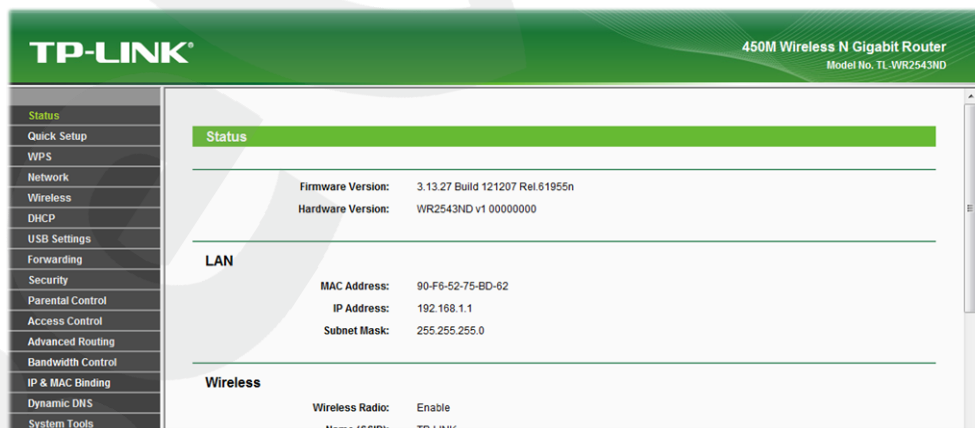 TP-LINK®
450M Wireless N Gigabit Router
Model No. TL-WR2543ND
Status
Quick Setup
WPS
Network
Wireless
DHCP
USB Settings
Forwarding
Security
Parental Control
Access Control
Advanced Routing
Bandwidth Control
IP & MAC Binding
Dynamic DNS
System Tools
Status
Firmware Version: 3.13.27 Build 121207 Rel.61955n
Hardware Version: WR2543ND v1 00000000
LAN
MAC Address: 90-F6-52-75-BD-62
IP Address: 192.168.1.1
Subnet Mask: 255.255.255.0
Wireless
Wireless Radio: Enable
Name (SSID): TP-LINK